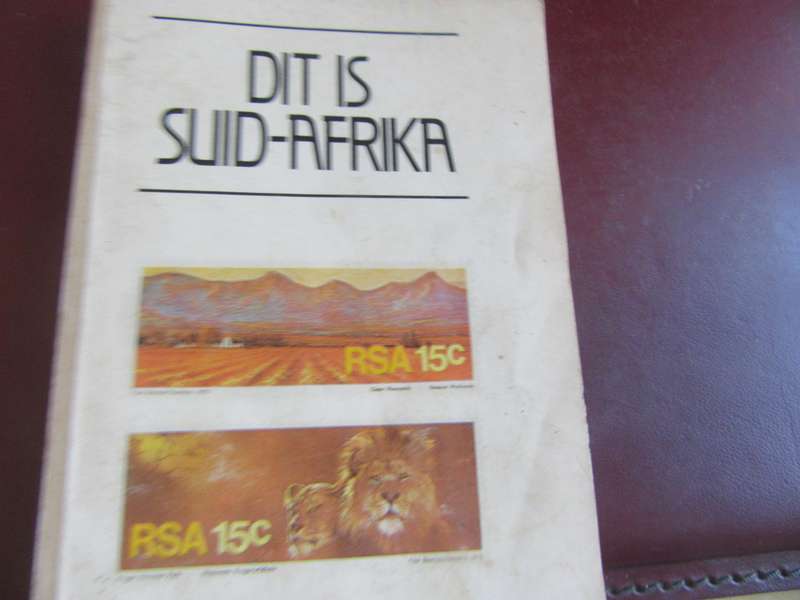 DIT IS
SUID-AFRIKA
RSA 15c
RSA 15c